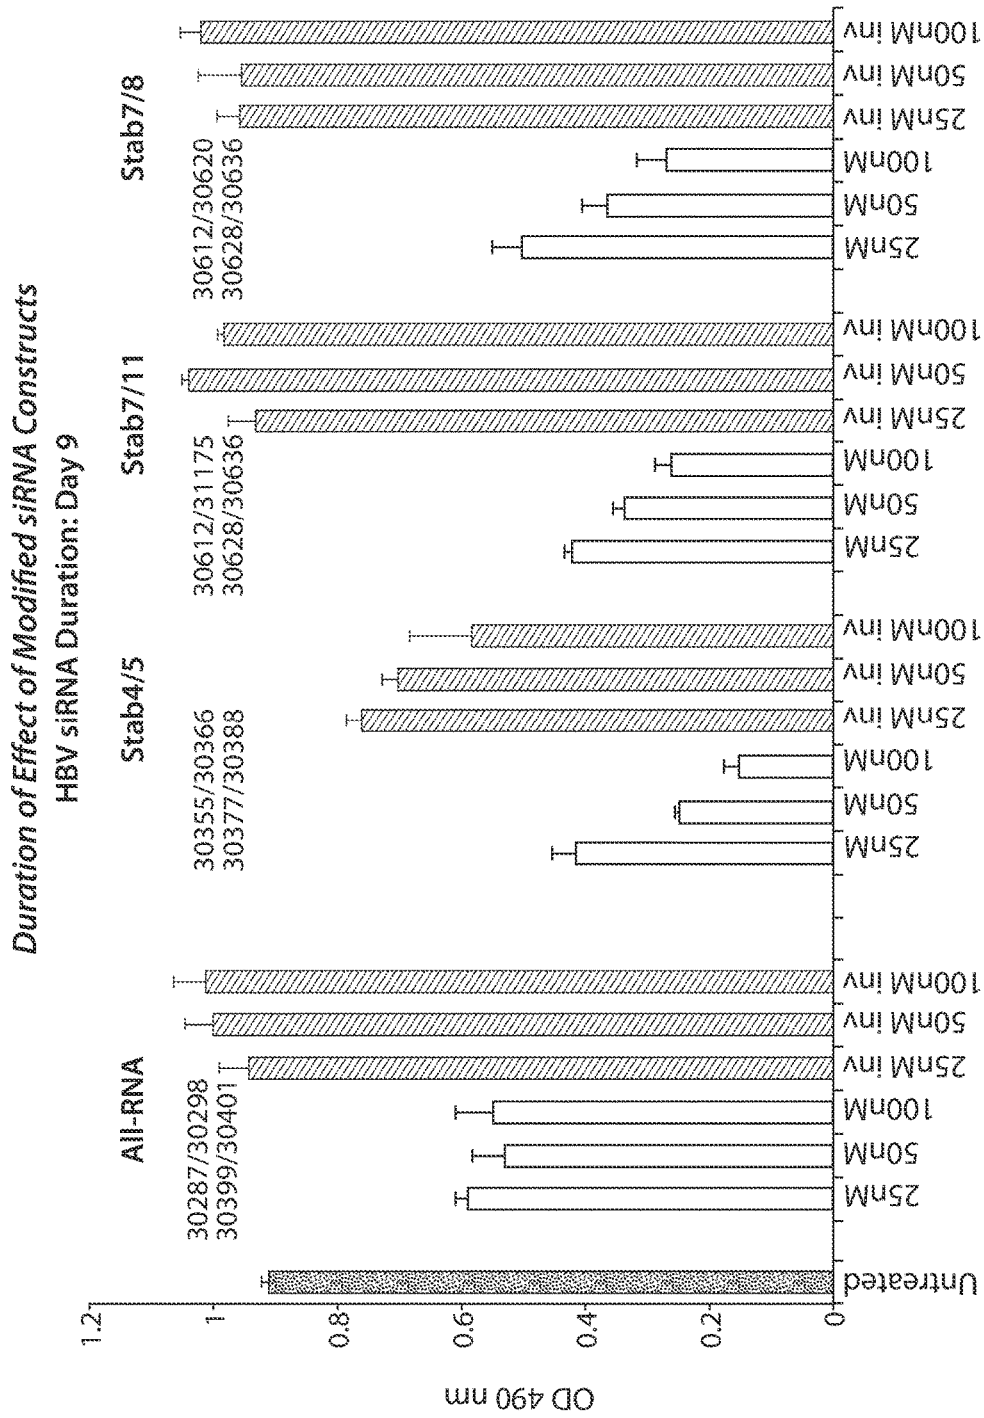 Duration of Effect of Modified siRNA Constructs
HBV siRNA Duration: Day 9
All-RNA
Stab4/5
Stab7/11
Stab7/8
30287/30298
30399/30401
30355/30366
30377/30388
30612/31175
30628/30636
30612/30620
30628/30636
OD 490 nm
1.2
1
0.8
0.6
0.4
0.2
0
Untreated
25nM
50nM
100nM
25nM inv
50nM inv
100nM inv
25nM
50nM
100nM
25nM inv
50nM inv
100nM inv
25nM
50nM
100nM
25nM inv
50nM inv
100nM inv
25nM
50nM
100nM
25nM inv
50nM inv
100nM inv